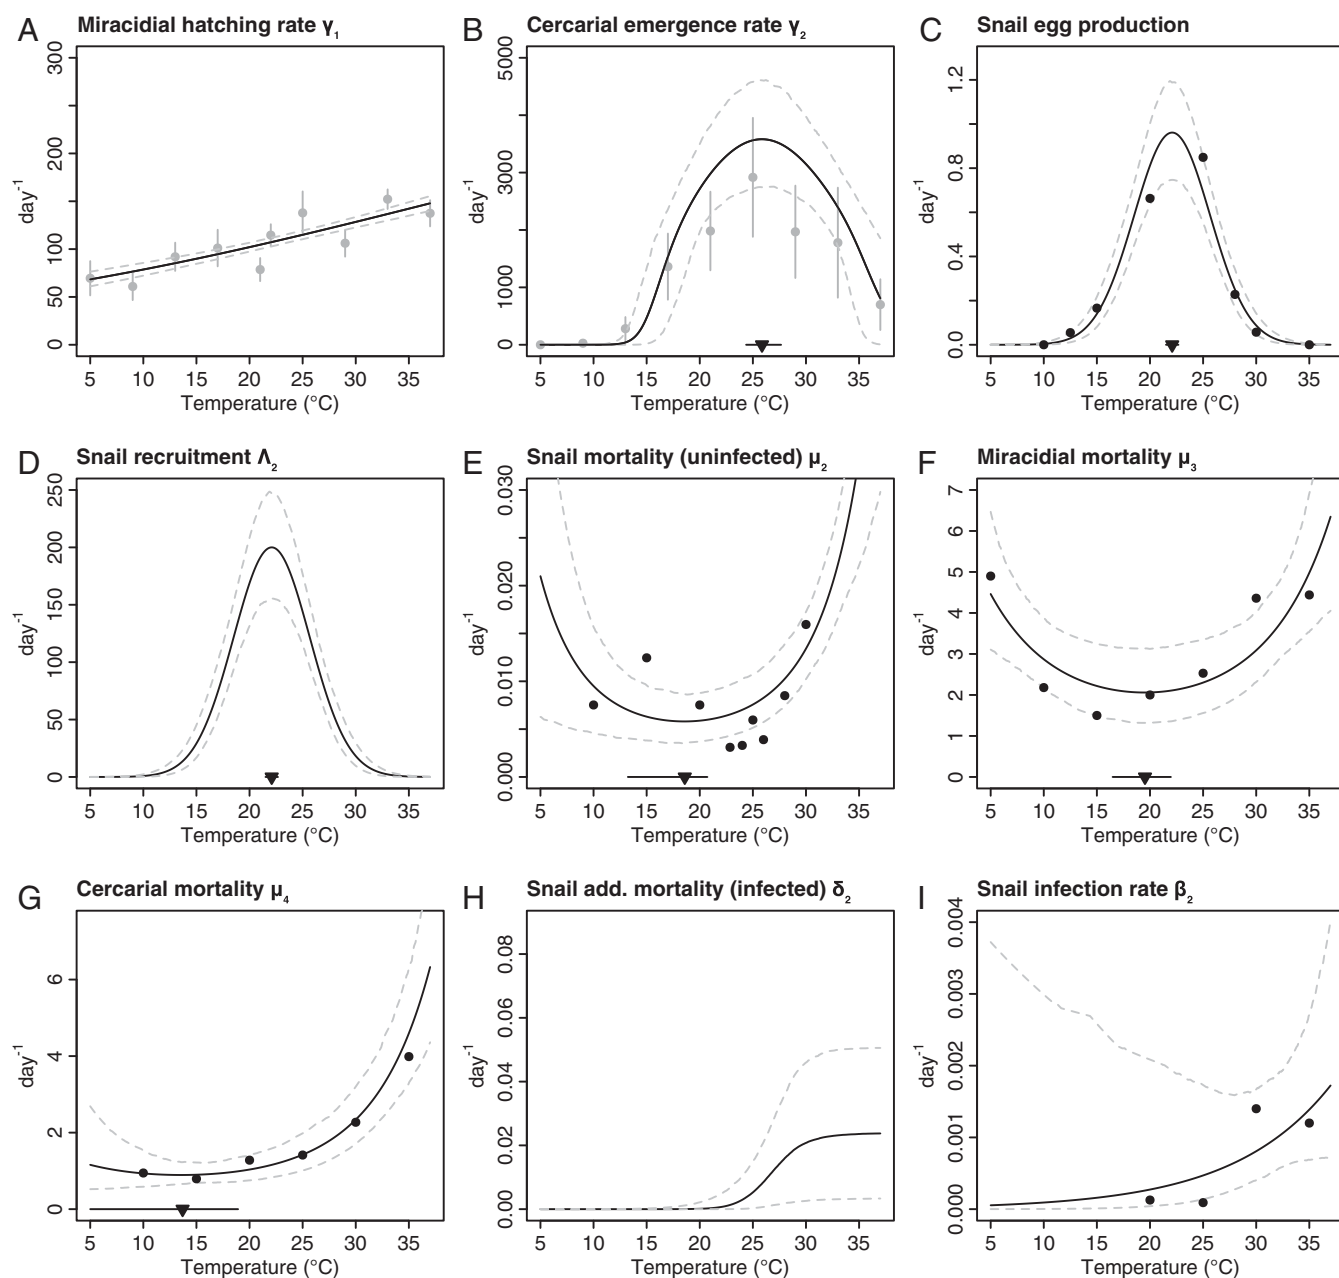 A Miracidial hatching rate γ₁
300
200
100
50
0
day⁻¹
5 10 15 20 25 30 35
Temperature (°C)
B Cercarial emergence rate γ₂
5000
3000
1000
0
day⁻¹
5 10 15 20 25 30 35
Temperature (°C)
C Snail egg production
1.2
0.8
0.4
0.0
day⁻¹
5 10 15 20 25 30 35
Temperature (°C)
D Snail recruitment Λ₂
250
200
150
100
50
0
day⁻¹
5 10 15 20 25 30 35
Temperature (°C)
E Snail mortality (uninfected) μ₂
0.030
0.020
0.010
0.000
day⁻¹
5 10 15 20 25 30 35
Temperature (°C)
F Miracidial mortality μ₃
7
6
5
4
3
2
1
0
day⁻¹
5 10 15 20 25 30 35
Temperature (°C)
G Cercarial mortality μ₄
6
4
2
0
day⁻¹
5 10 15 20 25 30 35
Temperature (°C)
H Snail add. mortality (infected) δ₂
0.08
0.06
0.04
0.02
0.00
day⁻¹
5 10 15 20 25 30 35
Temperature (°C)
I Snail infection rate β₂
0.004
0.003
0.002
0.001
0.000
day⁻¹
5 10 15 20 25 30 35
Temperature (°C)